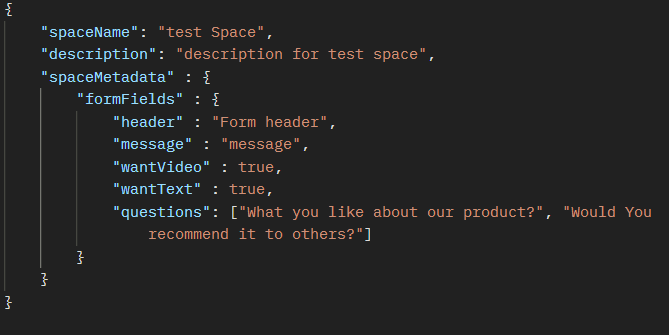 {
"spaceName": "test Space",
"description": "description for test space",
"spaceMetadata" : {
"formFields" : {
"header" : "Form header",
"message" : "message",
"wantVideo" : true,
"wantText" : true,
"questions": ["What you like about our product?", "Would You
recommend it to others?"]
}
}
}